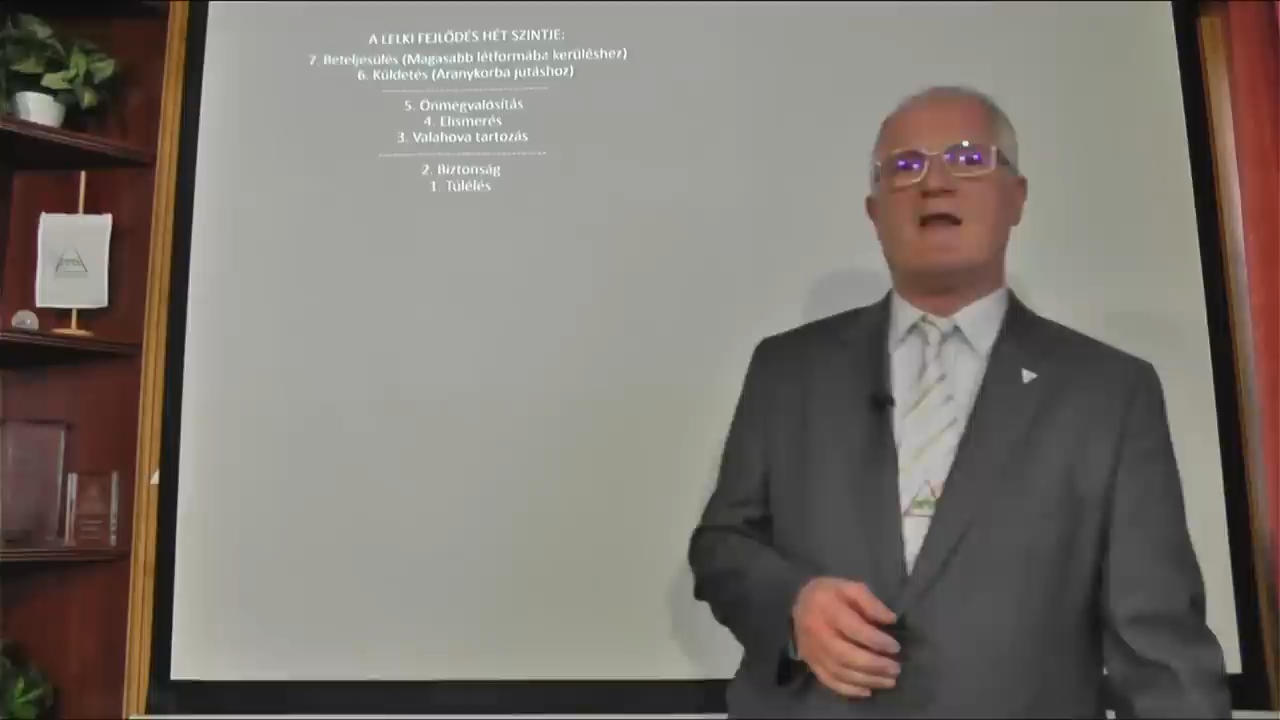 A LELKI FEJLŐDÉS HÉT SZINTJE:
7. Beteljesülés (Magasabb létformába kerüléshez)
6. Küldetés (Aranykorba jutáshoz)
5. Önmegvalósítás
4. Elismerés
3. Valahova tartozás
2. Biztonság
1. Túlélés